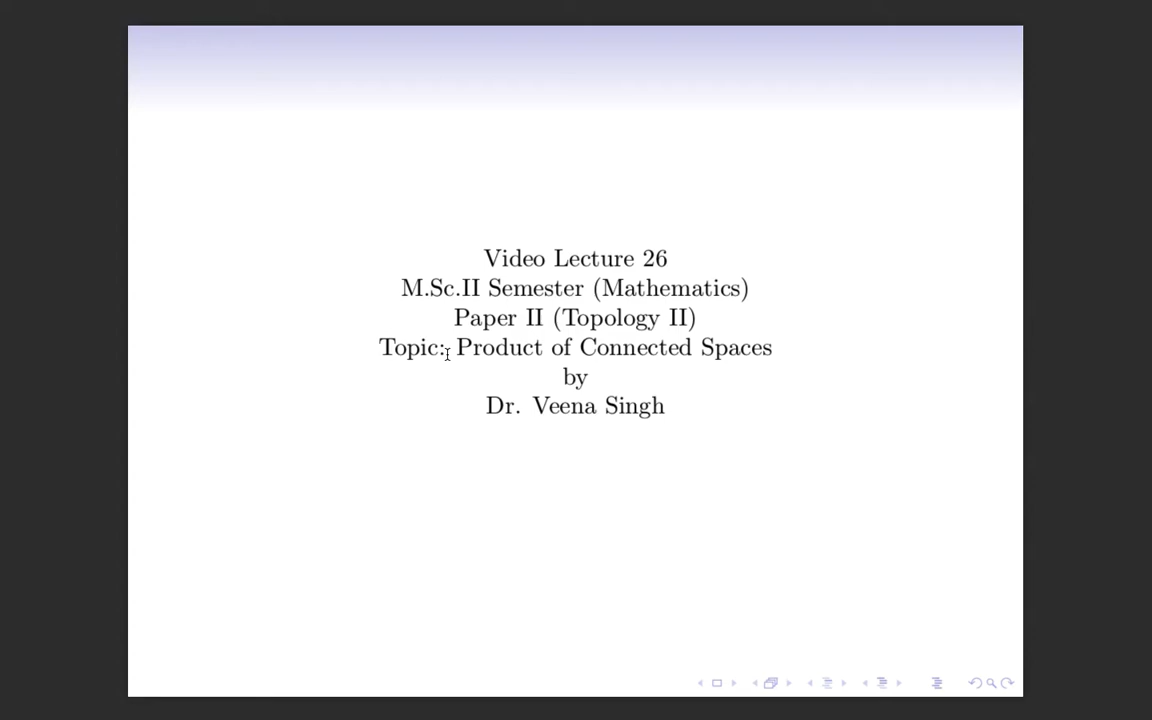 Video Lecture 26
M.Sc.II Semester (Mathematics)
Paper II (Topology II)
Topic: Product of Connected Spaces
by
Dr. Veena Singh